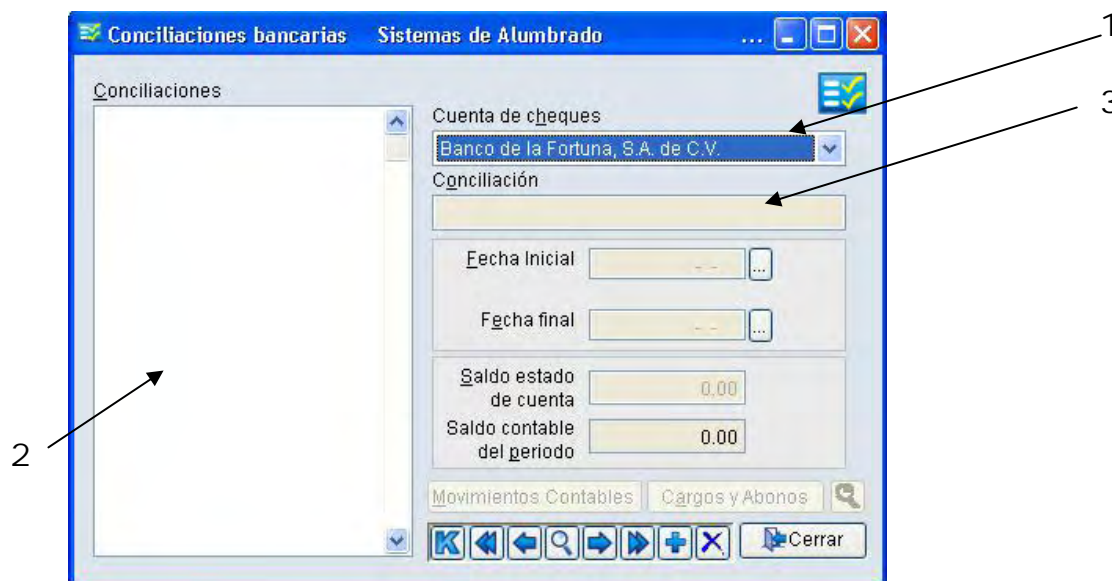 Conciliaciones bancarias Sistemas de Alumbrado ...
1
Conciliaciones
3
Cuenta de cheques
Banco de la Fortuna, S.A. de C.V.
Conciliación
Fecha Inicial - - ...
Fecha final - - ...
Saldo estado
de cuenta 0.00
Saldo contable
del periodo 0.00
2
Movimientos Contables Cargos y Abonos
Cerrar